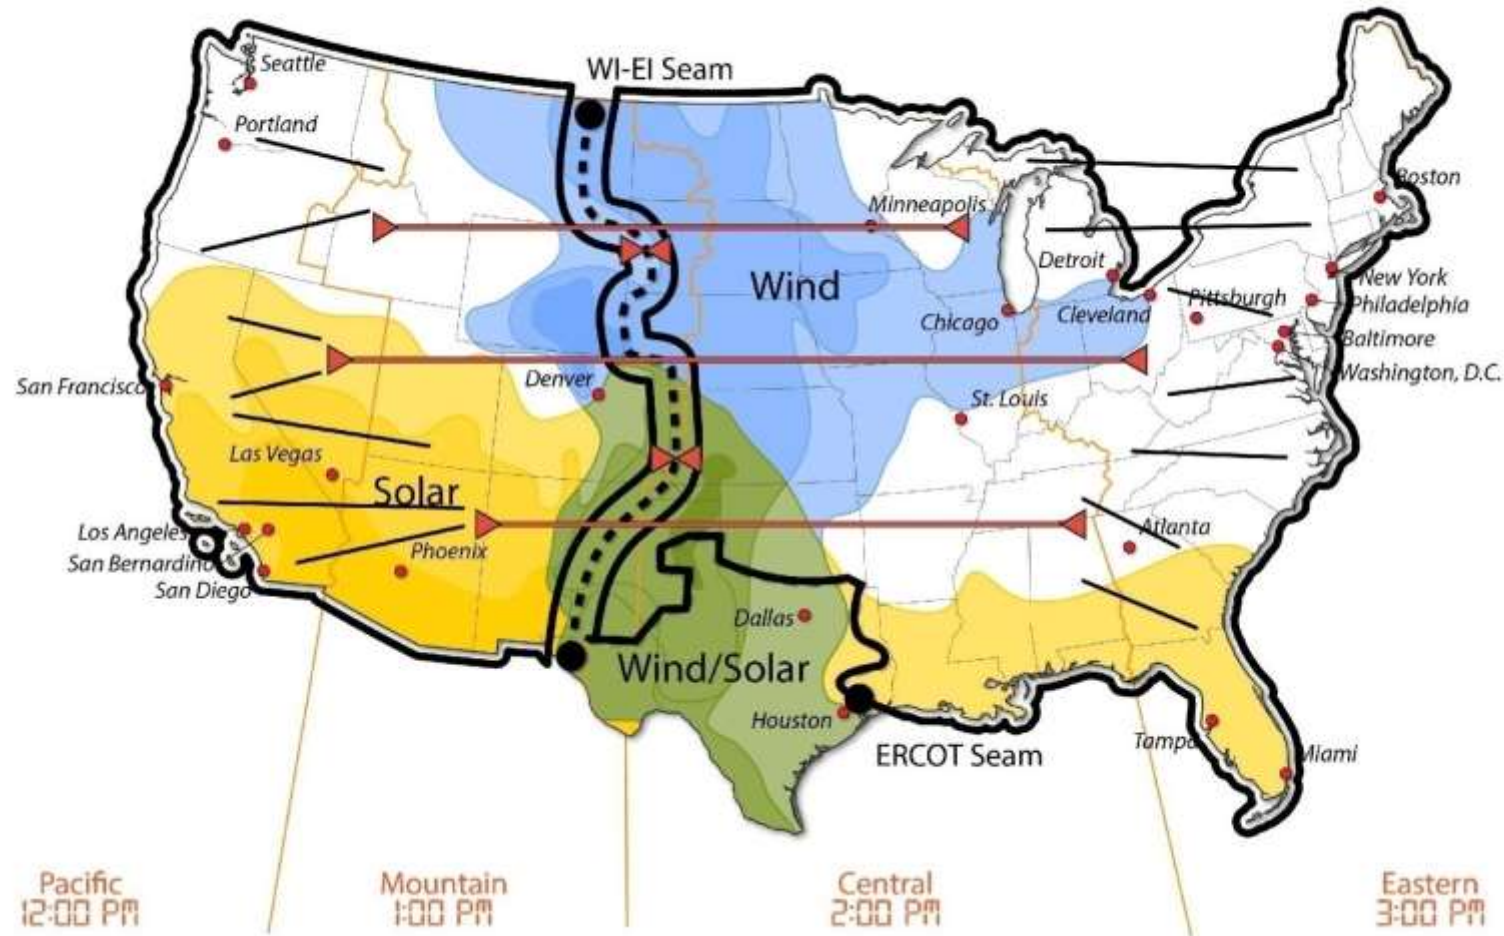 WI-EI Seam
Seattle
Portland
Boston
Minneapolis
Detroit
New York
Wind
Pittsburgh
Philadelphia
Chicago
Cleveland
Baltimore
San Francisco
Denver
Washington, D.C.
St. Louis
Las Vegas
Solar
Los Angeles
Atlanta
Phoenix
San Bernardino
San Diego
Dallas
Wind/Solar
Houston
ERCOT Seam
Tampa
Miami
Pacific
12:00 PM
Mountain
1:00 PM
Central
2:00 PM
Eastern
3:00 PM